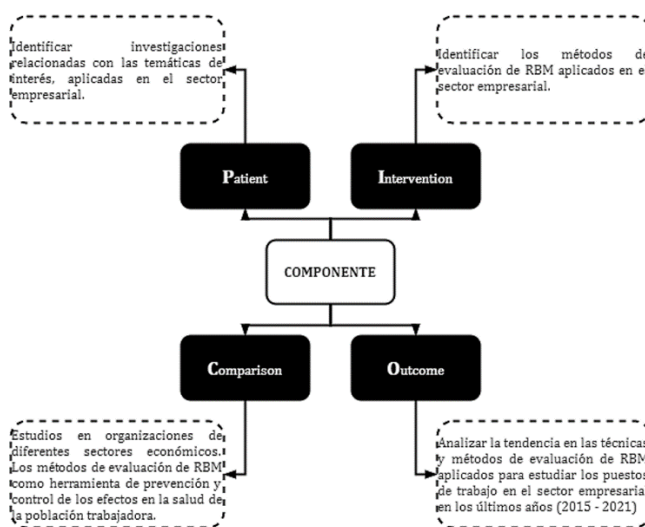 Identificar investigaciones
relacionadas con las temáticas de
interés, aplicadas en el sector
empresarial.
Identificar los métodos de
evaluación de RBM aplicados en el
sector empresarial.
Patient
Intervention
COMPONENTE
Comparison
Outcome
Estudios en organizaciones de
diferentes sectores económicos.
Los métodos de evaluación de RBM
como herramienta de prevención y
control de los efectos en la salud de
la población trabajadora.
Analizar la tendencia en las técnicas
y métodos de evaluación de RBM
aplicados para estudiar los puestos
de trabajo en el sector empresarial
en los últimos años (2015 - 2021)